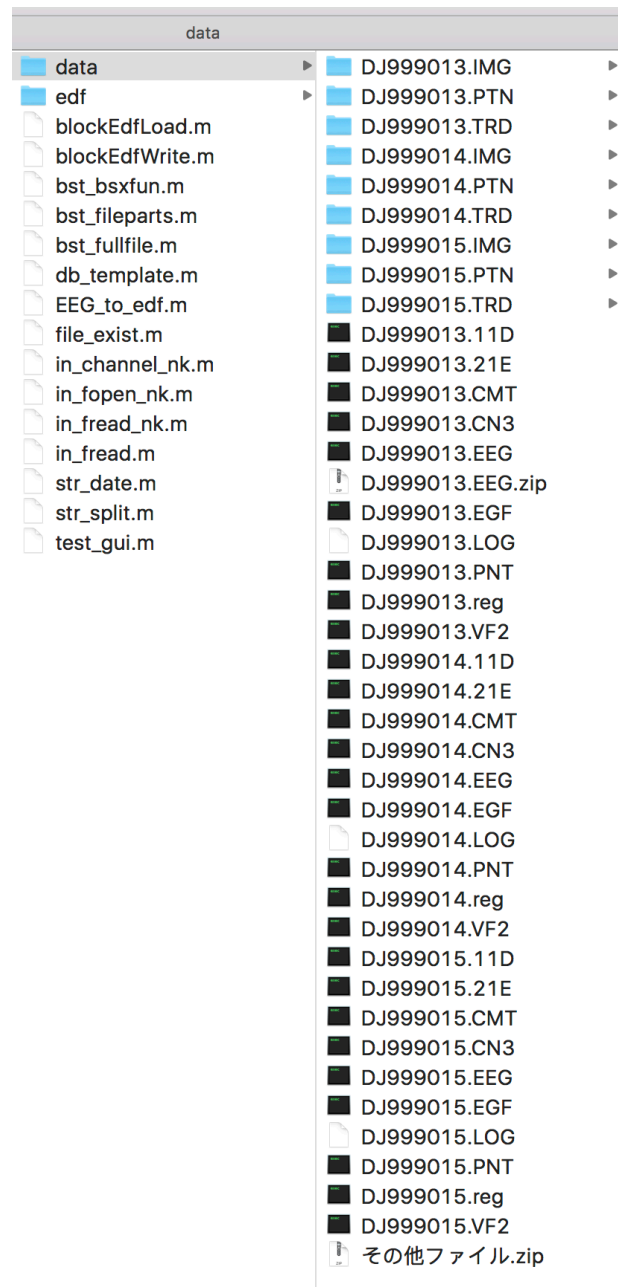 data
data
edf
blockEdfLoad.m
blockEdfWrite.m
bst_bsxfun.m
bst_fileparts.m
bst_fullfile.m
db_template.m
EEG_to_edf.m
file_exist.m
in_channel_nk.m
in_fopen_nk.m
in_fread_nk.m
in_fread.m
str_date.m
str_split.m
test_gui.m
DJ999013.IMG
DJ999013.PTN
DJ999013.TRD
DJ999014.IMG
DJ999014.PTN
DJ999014.TRD
DJ999015.IMG
DJ999015.PTN
DJ999015.TRD
DJ999013.11D
DJ999013.21E
DJ999013.CMT
DJ999013.CN3
DJ999013.EEG
DJ999013.EEG.zip
DJ999013.EGF
DJ999013.LOG
DJ999013.PNT
DJ999013.reg
DJ999013.VF2
DJ999014.11D
DJ999014.21E
DJ999014.CMT
DJ999014.CN3
DJ999014.EEG
DJ999014.EGF
DJ999014.LOG
DJ999014.PNT
DJ999014.reg
DJ999014.VF2
DJ999015.11D
DJ999015.21E
DJ999015.CMT
DJ999015.CN3
DJ999015.EEG
DJ999015.EGF
DJ999015.LOG
DJ999015.PNT
DJ999015.reg
DJ999015.VF2
その他ファイル.zip